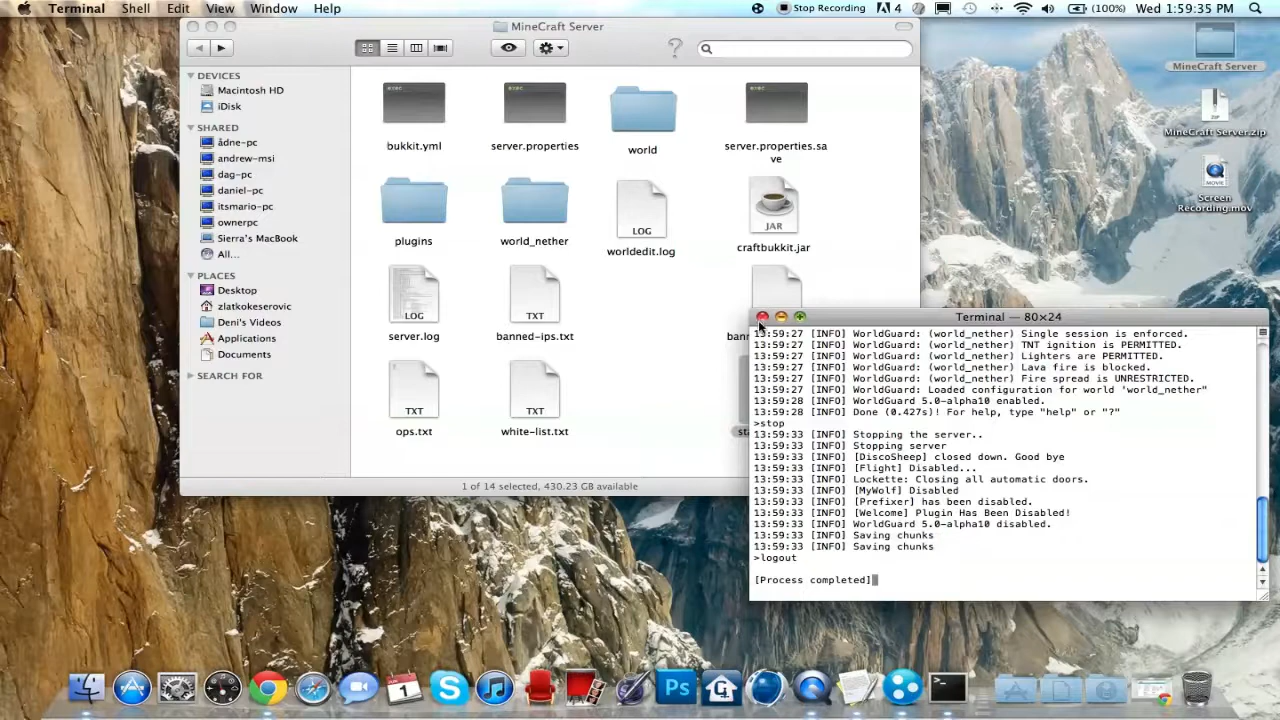 Terminal Shell Edit View Window Help
Stop Recording 4 (100%) Wed 1:59:35 PM
MineCraft Server
DEVICES
Macintosh HD
iDisk
SHARED
ådne-pc
andrew-msi
dag-pc
daniel-pc
itsmario-pc
ownerpc
Sierra's MacBook
All...
PLACES
Desktop
zlatkokeserovic
Deni's Videos
Applications
Documents
SEARCH FOR
exec exec exec
bukkit.yml server.properties world server.properties.sa
ve
LOG JAR
plugins world_nether worldedit.log craftbukkit.jar
LOG TXT
server.log banned-ips.txt
TXT TXT
ops.txt white-list.txt
1 of 14 selected, 430.23 GB available
MineCraft Server
ZIP
MineCraft Server.zip
MOVIE
Screen
Recording.mov
Terminal — 80×24
13:59:27 [INFO] WorldGuard: (world_nether) Single session is enforced.
13:59:27 [INFO] WorldGuard: (world_nether) TNT ignition is PERMITTED.
13:59:27 [INFO] WorldGuard: (world_nether) Lighters are PERMITTED.
13:59:27 [INFO] WorldGuard: (world_nether) Lava fire is blocked.
13:59:27 [INFO] WorldGuard: (world_nether) Fire spread is UNRESTRICTED.
13:59:27 [INFO] WorldGuard: Loaded configuration for world 'world_nether"
13:59:28 [INFO] WorldGuard 5.0-alpha10 enabled.
13:59:28 [INFO] Done (0.427s)! For help, type "help" or "?"
>stop
13:59:33 [INFO] Stopping the server..
13:59:33 [INFO] Stopping server
13:59:33 [INFO] [DiscoSheep] closed down. Good bye
13:59:33 [INFO] [Flight] Disabled...
13:59:33 [INFO] Lockette: Closing all automatic doors.
13:59:33 [INFO] [MyWolf] Disabled
13:59:33 [INFO] [Prefixer] has been disabled.
13:59:33 [INFO] [Welcome] Plugin Has Been Disabled!
13:59:33 [INFO] WorldGuard 5.0-alpha10 disabled.
13:59:33 [INFO] Saving chunks
13:59:33 [INFO] Saving chunks
>logout
[Process completed]
1 Ps